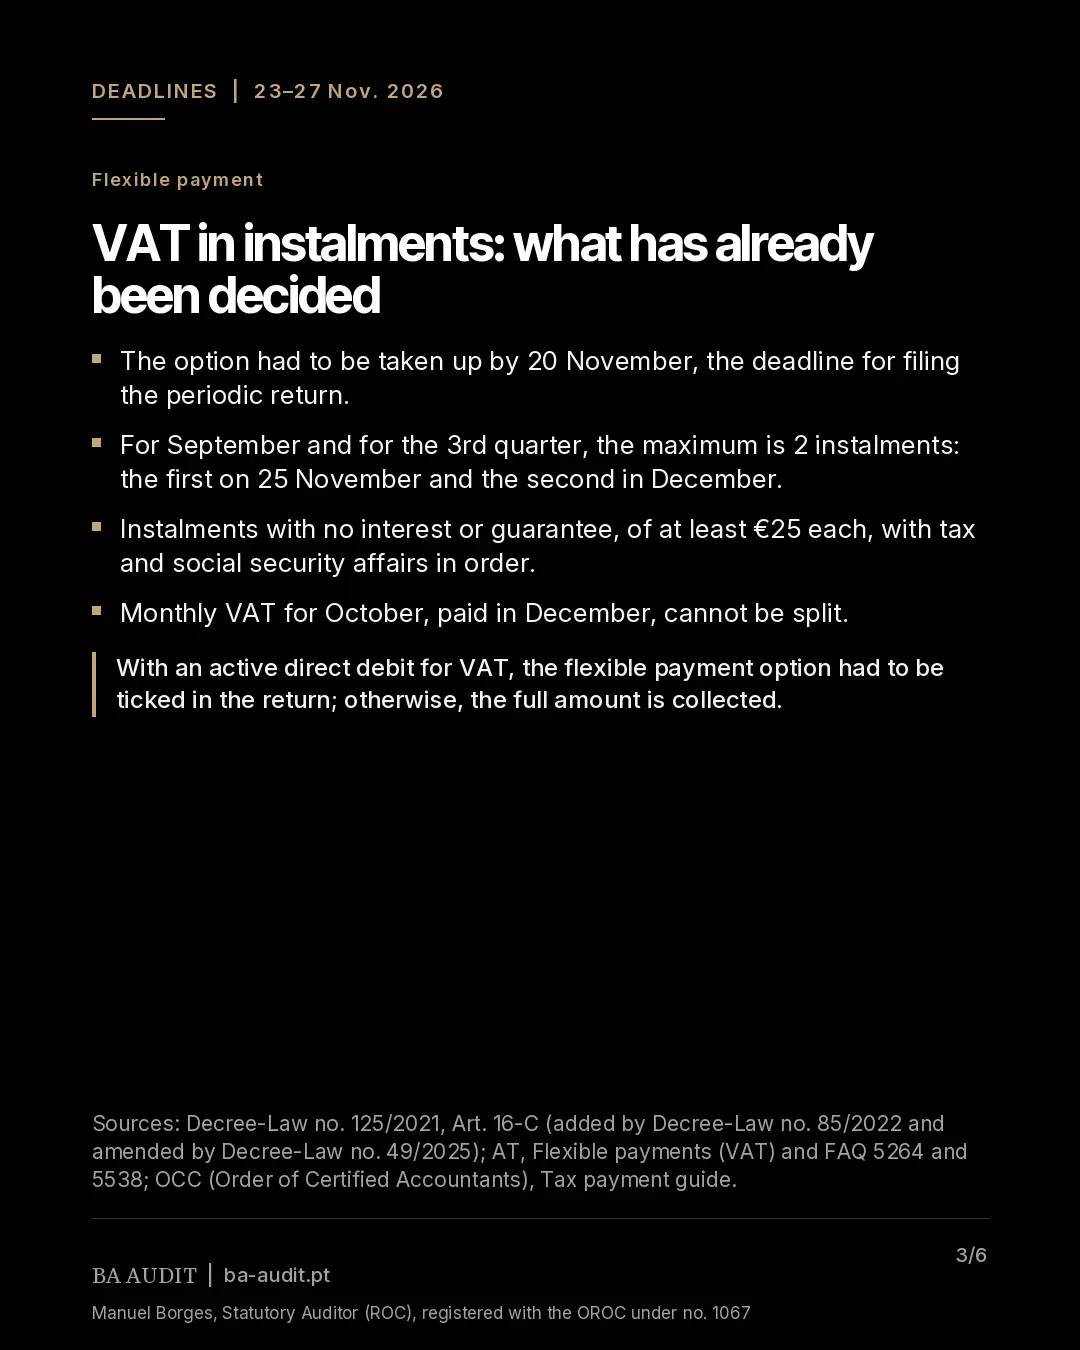 DEADLINES | 23–27 Nov. 2026
Flexible payment
VAT in instalments: what has already
been decided
The option had to be taken up by 20 November, the deadline for filing
the periodic return.
For September and for the 3rd quarter, the maximum is 2 instalments:
the first on 25 November and the second in December.
Instalments with no interest or guarantee, of at least €25 each, with tax
and social security affairs in order.
Monthly VAT for October, paid in December, cannot be split.
With an active direct debit for VAT, the flexible payment option had to be
ticked in the return; otherwise, the full amount is collected.
Sources: Decree-Law no. 125/2021, Art. 16-C (added by Decree-Law no. 85/2022 and
amended by Decree-Law no. 49/2025); AT, Flexible payments (VAT) and FAQ 5264 and
5538; OCC (Order of Certified Accountants), Tax payment guide.
3/6
BA AUDIT | ba-audit.pt
Manuel Borges, Statutory Auditor (ROC), registered with the OROC under no. 1067